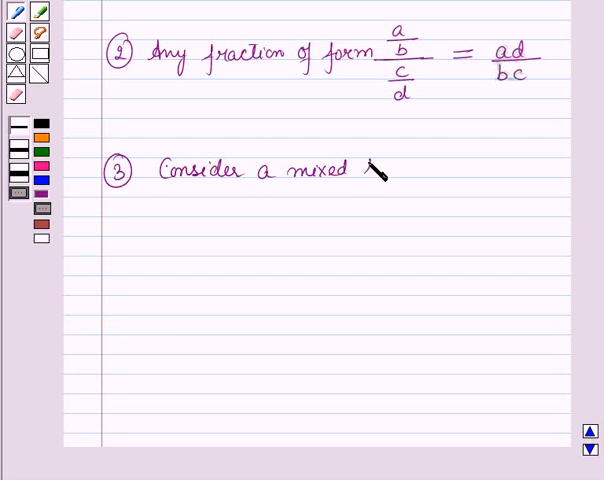 ② Any fraction of form (a/b)/(c/d) = ad/bc
③ Consider a mixed